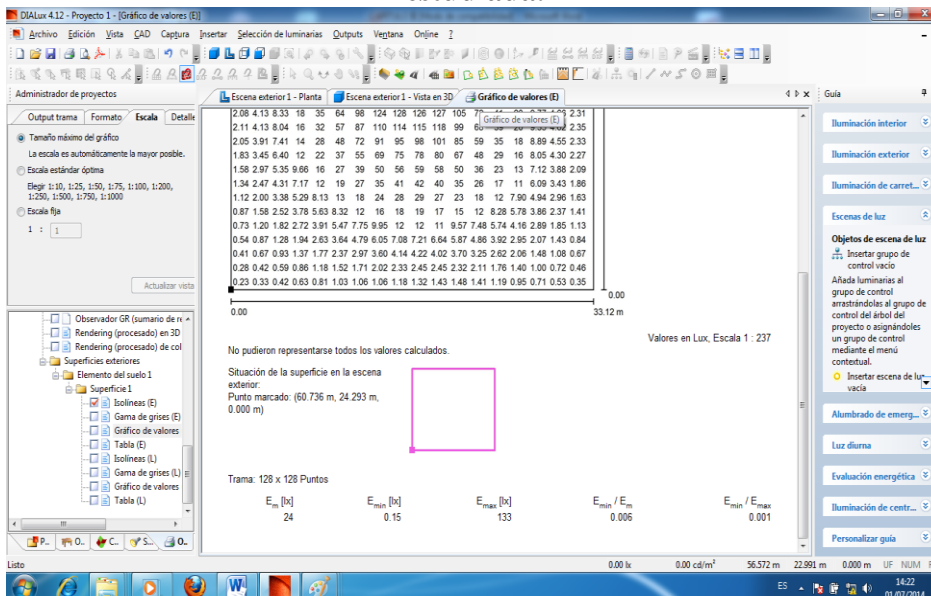 DIALux 4.12 - Proyecto 1 - [Gráfico de valores (E)]
Archivo Edición Vista CAD Captura Insertar Selección de luminarias Outputs Ventana Online ?
Administrador de proyectos
Output trama Formato Escala Detalle
Tamaño máximo del gráfico
La escala es automáticamente la mayor posible.
Escala estándar óptima
Elegir 1:10, 1:25, 1:50, 1:75, 1:100, 1:200,
1:250, 1:500, 1:750, 1:1000
Escala fija
1 : 1
Actualizar vista
Observador GR (sumario de re
Rendering (procesado) en 3D
Rendering (procesado) de col
Superficies exteriores
Elemento del suelo 1
Superficie 1
Isolíneas (E)
Gama de grises (E)
Gráfico de valores
Tabla (E)
Isolíneas (L)
Gama de grises (L)
Gráfico de valores
Tabla (L)
P... O... C... S... O..
Escena exterior 1 - Planta Escena exterior 1 - Vista en 3D Gráfico de valores (E)
Gráfico de valores (E)
2.08 4.13 8.33 18 35 64 98 124 128 126 127 105 2.31
2.11 4.13 8.04 16 32 57 87 110 114 115 118 99 2.35
2.05 3.91 7.41 14 28 48 72 91 95 98 101 85 59 35 18 8.89 4.55 2.33
1.83 3.45 6.40 12 22 37 55 69 75 78 80 67 48 29 16 8.05 4.30 2.27
1.58 2.97 5.35 9.66 16 27 39 50 56 59 58 50 36 23 13 7.12 3.88 2.09
1.34 2.47 4.31 7.17 12 19 27 35 41 42 40 35 26 17 11 6.09 3.43 1.86
1.12 2.00 3.38 5.29 8.13 13 18 24 28 29 27 23 18 12 7.90 4.94 2.96 1.63
0.87 1.58 2.52 3.78 5.63 8.32 12 16 18 19 17 15 12 8.28 5.78 3.86 2.37 1.41
0.73 1.20 1.82 2.72 3.91 5.47 7.75 9.95 12 12 11 9.57 7.48 5.74 4.16 2.89 1.85 1.13
0.54 0.87 1.28 1.94 2.63 3.64 4.79 6.05 7.08 7.21 6.64 5.87 4.86 3.92 2.95 2.07 1.43 0.84
0.41 0.67 0.93 1.37 1.77 2.37 2.97 3.60 4.14 4.22 4.02 3.70 3.25 2.62 2.06 1.48 1.08 0.67
0.28 0.42 0.59 0.86 1.18 1.52 1.71 2.02 2.33 2.45 2.45 2.32 2.11 1.76 1.40 1.00 0.72 0.46
0.23 0.33 0.42 0.63 0.81 1.03 1.06 1.06 1.18 1.32 1.43 1.48 1.41 1.19 0.95 0.71 0.53 0.35
0.00
0.00 33.12 m
Valores en Lux, Escala 1 : 237
No pudieron representarse todos los valores calculados.
Situación de la superficie en la escena
exterior:
Punto marcado: (60.736 m, 24.293 m,
0.000 m)
Trama: 128 x 128 Puntos
Em [lx] Emin [lx] Emax [lx] Emin / Em Emin / Emax
24 0.15 133 0.006 0.001
Guía
Iluminación interior
Iluminación exterior
Iluminación de carret...
Escenas de luz
Objetos de escena de luz
Insertar grupo de
control vacio
Añada luminarias al
grupo de control
arrastrándolas al grupo de
control del árbol del
proyecto o asignándoles
un grupo de control
mediante el menú
contextual.
Insertar escena de luz
vacía
Alumbrado de emerg...
Luz diurna
Evaluación energética
Iluminación de centr...
Personalizar guía
Listo 0.00 lx 0.00 cd/m² 56.572 m 22.991 m 0.000 m UF NUM
ES 14:22
01/07/2014